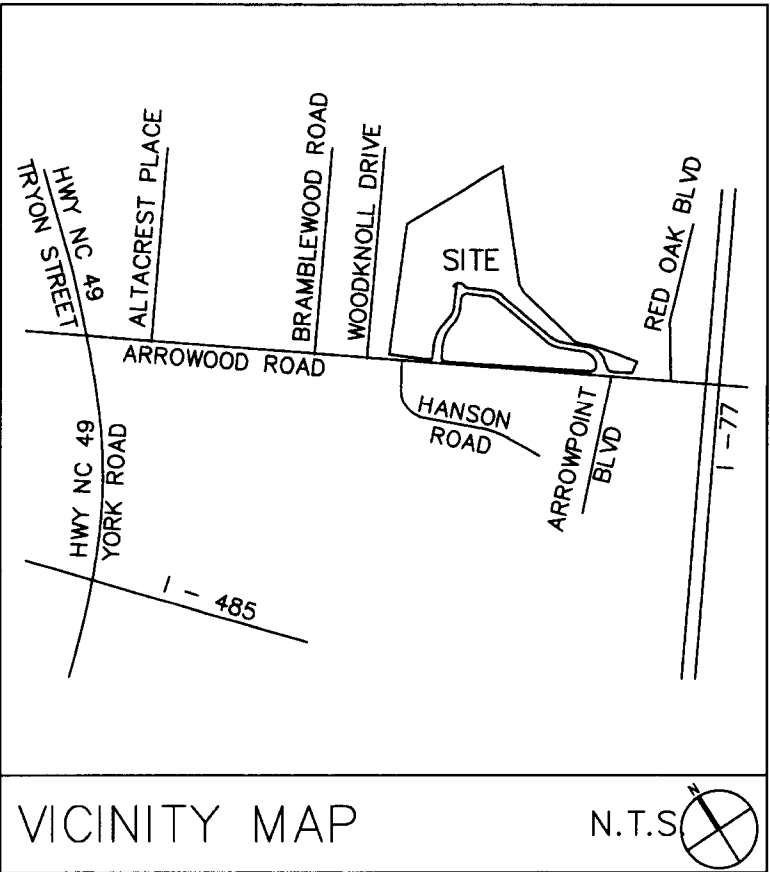 HWY NC 49
TRYON STREET
ALTACREST PLACE
BRAMBLEWOOD ROAD
WOODKNOLL DRIVE
SITE
RED OAK BLVD
ARROWOOD ROAD
HANSON
ROAD
ARROWPOINT
BLVD
I-77
HWY NC 49
YORK ROAD
I - 485
VICINITY MAP
N.T.S
N